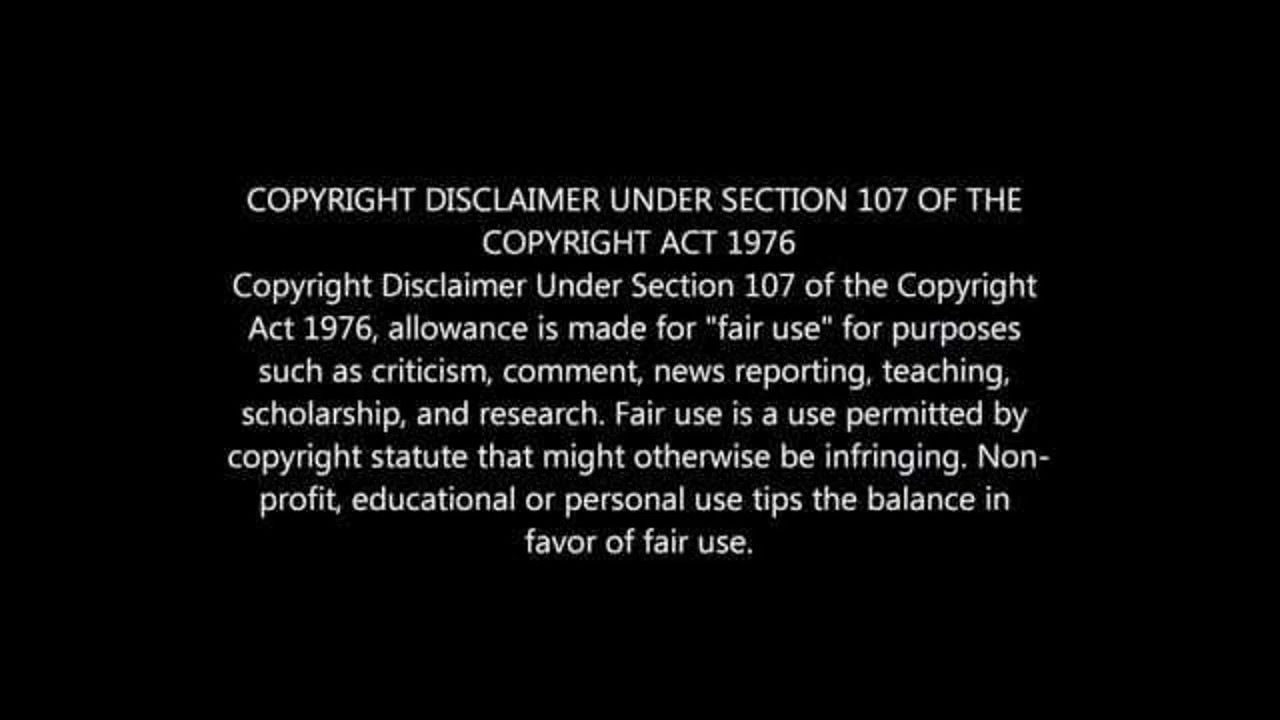 COPYRIGHT DISCLAIMER UNDER SECTION 107 OF THE
COPYRIGHT ACT 1976
Copyright Disclaimer Under Section 107 of the Copyright
Act 1976, allowance is made for "fair use" for purposes
such as criticism, comment, news reporting, teaching,
scholarship, and research. Fair use is a use permitted by
copyright statute that might otherwise be infringing. Non-
profit, educational or personal use tips the balance in
favor of fair use.